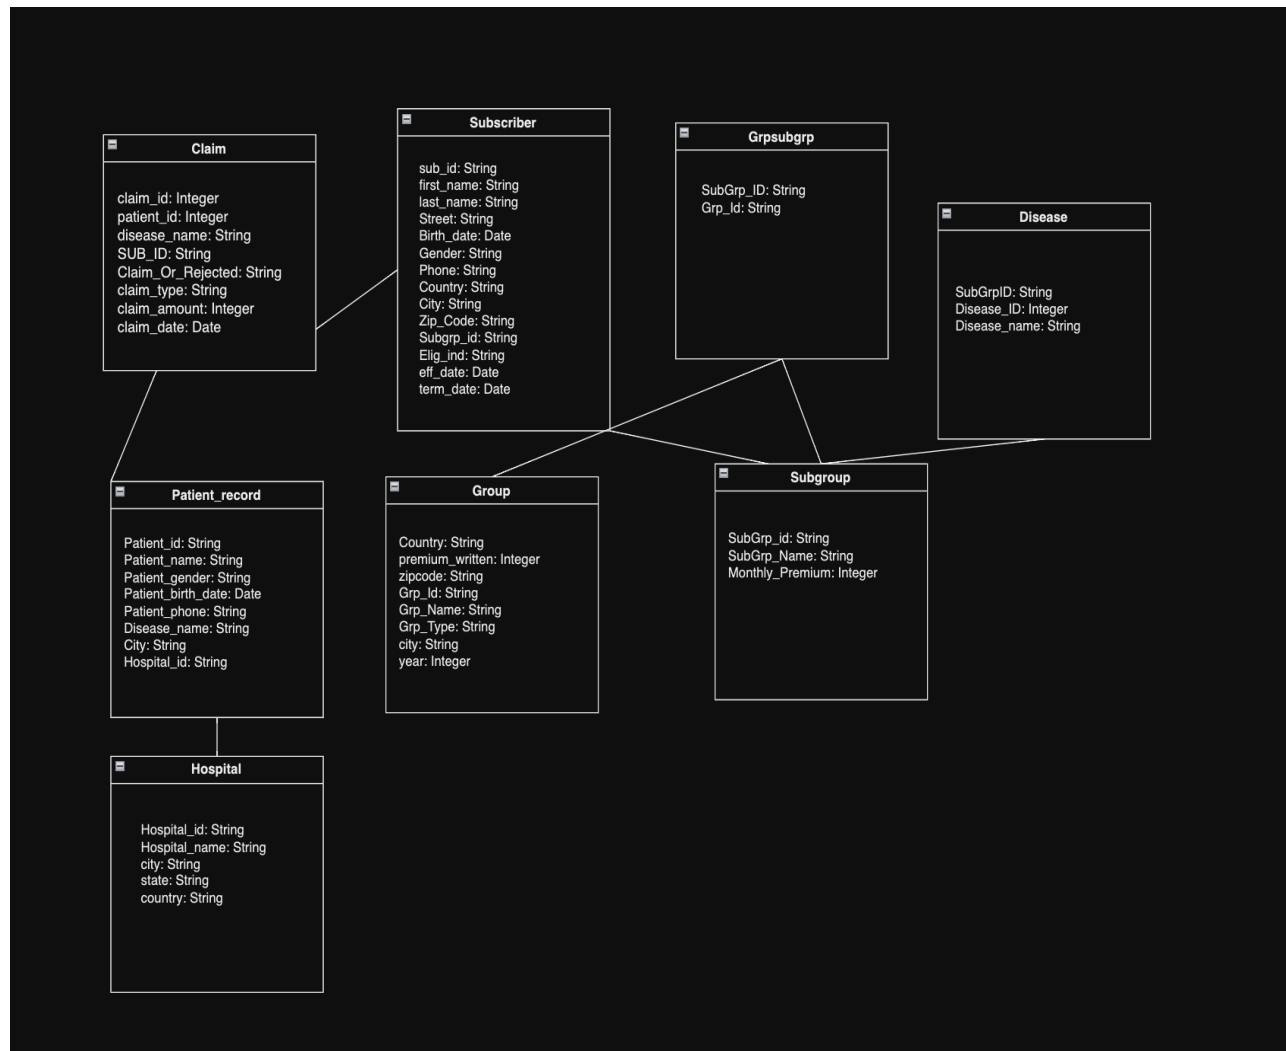 Claim
claim_id: Integer
patient_id: Integer
disease_name: String
SUB_ID: String
Claim_Or_Rejected: String
claim_type: String
claim_amount: Integer
claim_date: Date
Subscriber
sub_id: String
first_name: String
last_name: String
Street: String
Birth_date: Date
Gender: String
Phone: String
Country: String
City: String
Zip_Code: String
Subgrp_id: String
Elig_ind: String
eff_date: Date
term_date: Date
Grpsubgrp
SubGrp_ID: String
Grp_Id: String
Disease
SubGrpID: String
Disease_ID: Integer
Disease_name: String
Patient_record
Patient_id: String
Patient_name: String
Patient_gender: String
Patient_birth_date: Date
Patient_phone: String
Disease_name: String
City: String
Hospital_id: String
Group
Country: String
premium_written: Integer
zipcode: String
Grp_Id: String
Grp_Name: String
Grp_Type: String
city: String
year: Integer
Subgroup
SubGrp_id: String
SubGrp_Name: String
Monthly_Premium: Integer
Hospital
Hospital_id: String
Hospital_name: String
city: String
state: String
country: String